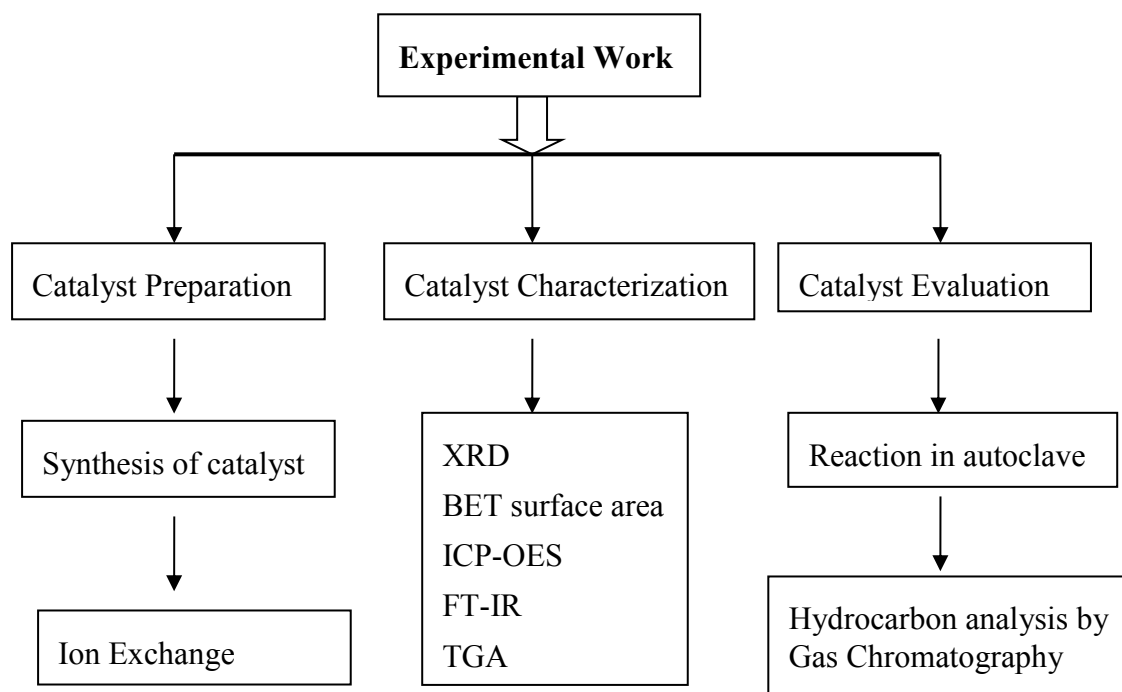 Experimental Work
Catalyst Preparation
Catalyst Characterization
Catalyst Evaluation
Synthesis of catalyst
XRD
BET surface area
ICP-OES
FT-IR
TGA
Reaction in autoclave
Ion Exchange
Hydrocarbon analysis by
Gas Chromatography